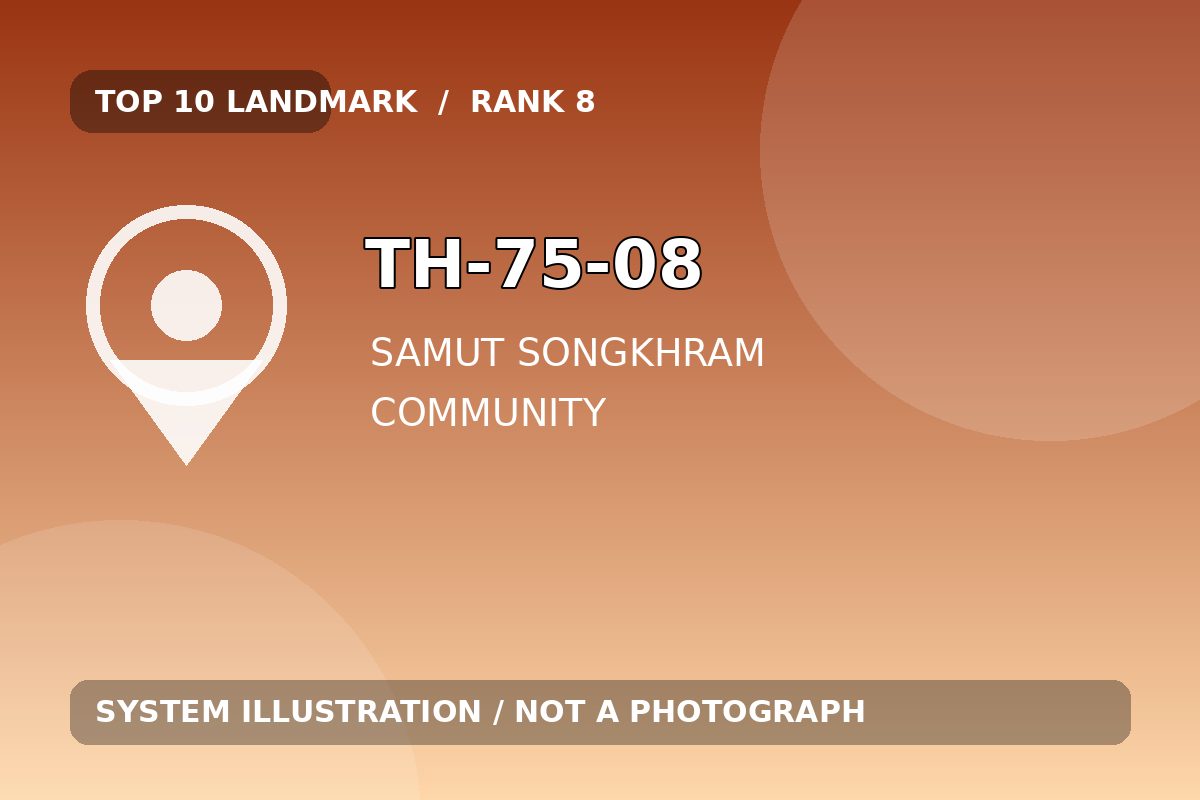 TOP 10 LANDMARK / RANK 8
TH-75-08
SAMUT SONGKHRAM
COMMUNITY
SYSTEM ILLUSTRATION / NOT A PHOTOGRAPH